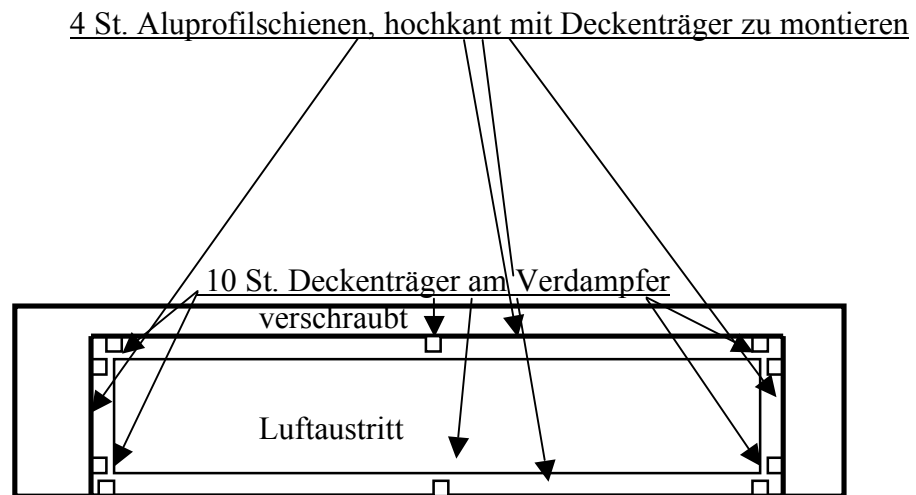 4 St. Aluprofilschienen, hochkant mit Deckenträger zu montieren
10 St. Deckenträger am Verdampfer
verschraubt
Luftaustritt